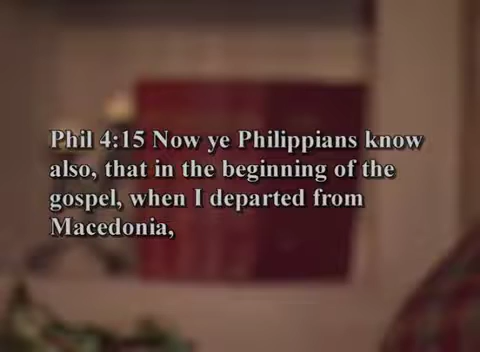 Phil 4:15 Now ye Philippians know
also, that in the beginning of the
gospel, when I departed from
Macedonia,